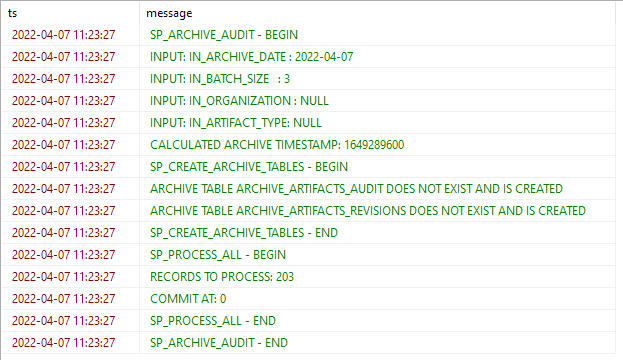 ts message
2022-04-07 11:23:27 SP_ARCHIVE_AUDIT - BEGIN
2022-04-07 11:23:27 INPUT: IN_ARCHIVE_DATE : 2022-04-07
2022-04-07 11:23:27 INPUT: IN_BATCH_SIZE : 3
2022-04-07 11:23:27 INPUT: IN_ORGANIZATION : NULL
2022-04-07 11:23:27 INPUT: IN_ARTIFACT_TYPE: NULL
2022-04-07 11:23:27 CALCULATED ARCHIVE TIMESTAMP: 1649289600
2022-04-07 11:23:27 SP_CREATE_ARCHIVE_TABLES - BEGIN
2022-04-07 11:23:27 ARCHIVE TABLE ARCHIVE_ARTIFACTS_AUDIT DOES NOT EXIST AND IS CREATED
2022-04-07 11:23:27 ARCHIVE TABLE ARCHIVE_ARTIFACTS_REVISIONS DOES NOT EXIST AND IS CREATED
2022-04-07 11:23:27 SP_CREATE_ARCHIVE_TABLES - END
2022-04-07 11:23:27 SP_PROCESS_ALL - BEGIN
2022-04-07 11:23:27 RECORDS TO PROCESS: 203
2022-04-07 11:23:27 COMMIT AT: 0
2022-04-07 11:23:27 SP_PROCESS_ALL - END
2022-04-07 11:23:27 SP_ARCHIVE_AUDIT - END